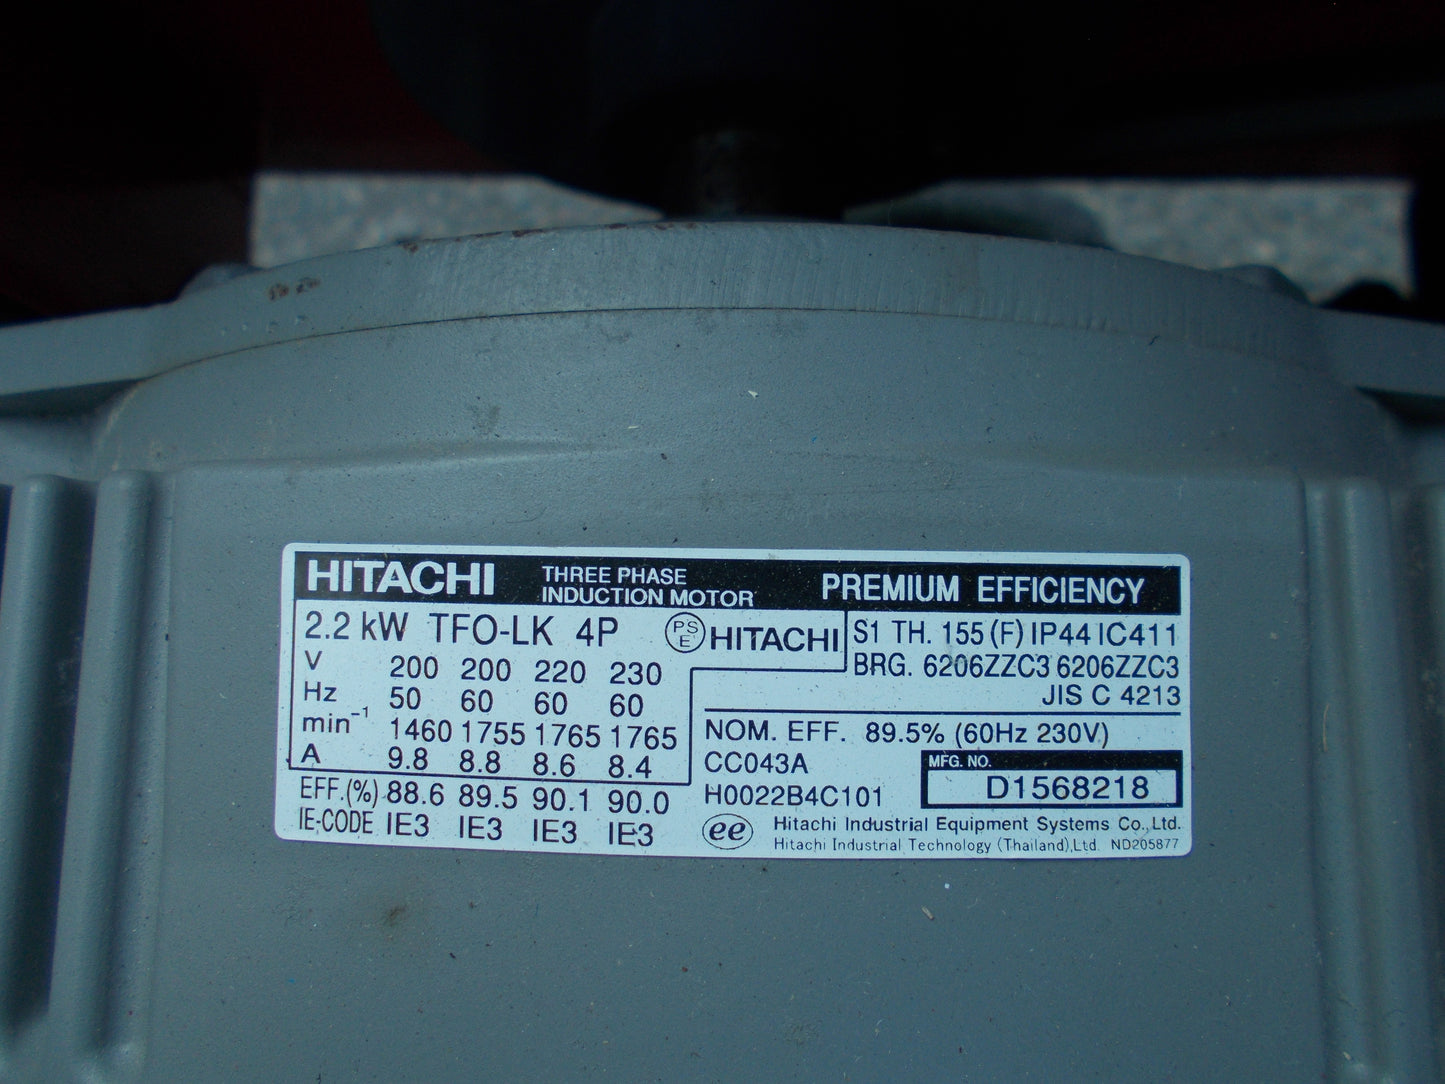 HITACHI THREE PHASE INDUCTION MOTOR PREMIUM EFFICIENCY
2.2 kW TFO-LK 4P PSE HITACHI
S1 TH. 155 (F) IP44 IC411
BRG. 6206ZZC3 6206ZZC3
JIS C 4213
V 200 200 220 230
Hz 50 60 60 60
min⁻¹ 1460 1755 1765 1765
A 9.8 8.8 8.6 8.4
EFF.(%) 88.6 89.5 90.1 90.0
IE-CODE IE3 IE3 IE3 IE3
NOM. EFF. 89.5% (60Hz 230V)
CC043A
H0022B4C101
MFG. NO.
D1568218
ee Hitachi Industrial Equipment Systems Co.,Ltd.
Hitachi Industrial Technology (Thailand),Ltd. ND205877